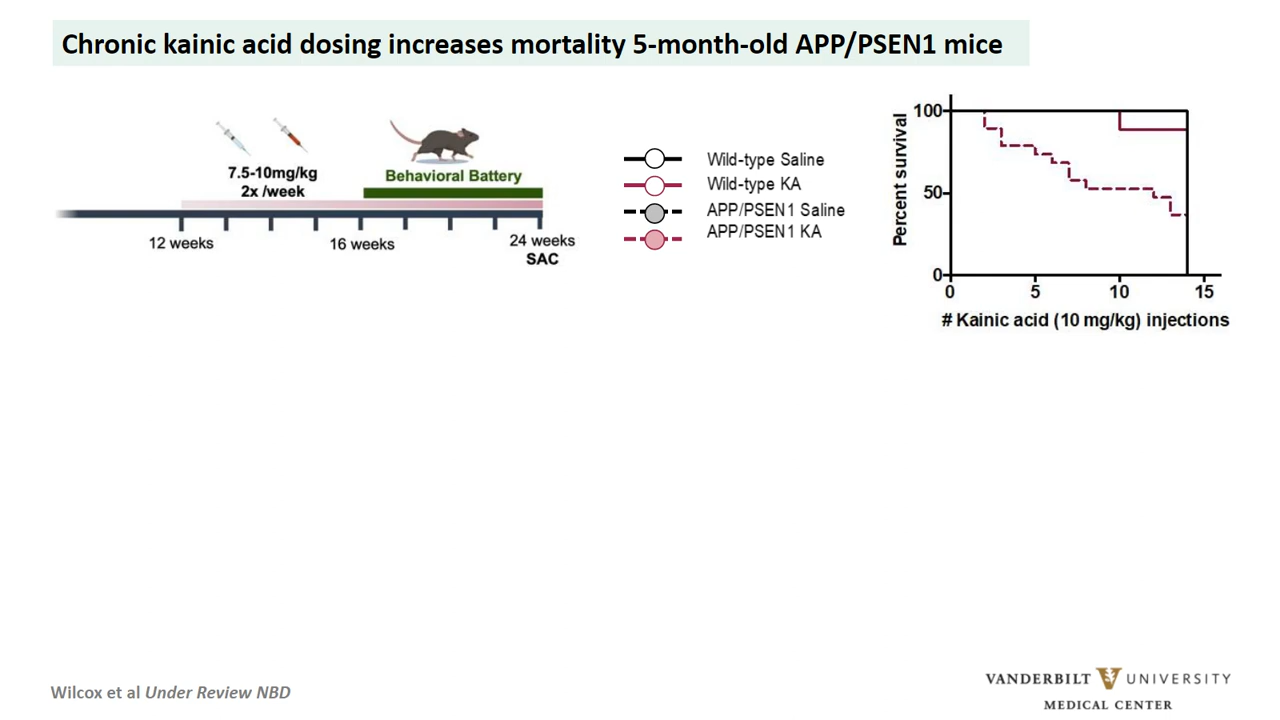 Chronic kainic acid dosing increases mortality 5-month-old APP/PSEN1 mice
7.5-10mg/kg
2x /week
Behavioral Battery
12 weeks
16 weeks
24 weeks
SAC
Wild-type Saline
Wild-type KA
APP/PSEN1 Saline
APP/PSEN1 KA
Percent survival
100
50
0
0
5
10
15
# Kainic acid (10 mg/kg) injections
Wilcox et al Under Review NBD
VANDERBILT UNIVERSITY
MEDICAL CENTER